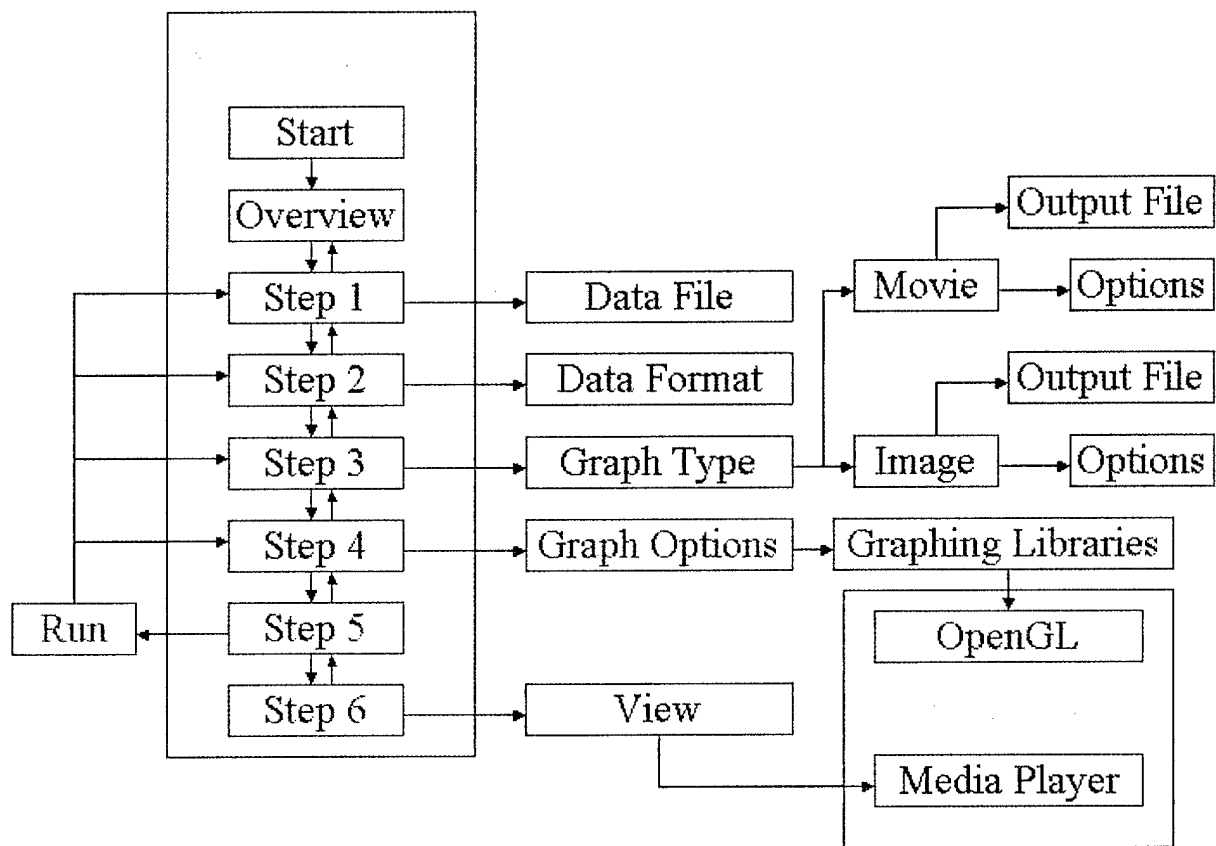 Start
Overview
Output File
Step 1
Data File
Movie
Options
Step 2
Data Format
Output File
Step 3
Graph Type
Image
Options
Step 4
Graph Options
Graphing Libraries
Run
Step 5
OpenGL
Step 6
View
Media Player